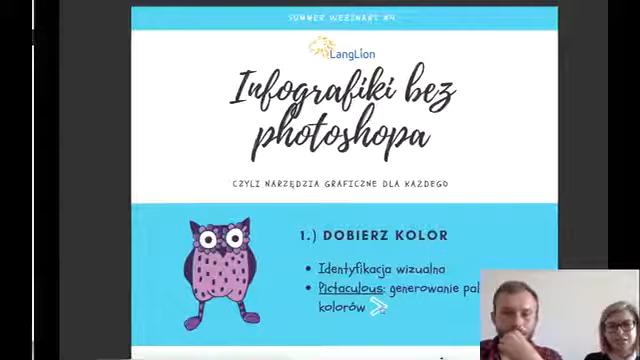 SUMMER WEBINARS #4
LangLion
Infografiki bez
photoshopa
CZYLI NARZĘDZIA GRAFICZNE DLA KAŻDEGO
1.) DOBIERZ KOLOR
Identyfikacja wizualna
Pictaculous: generowanie pal
kolorów